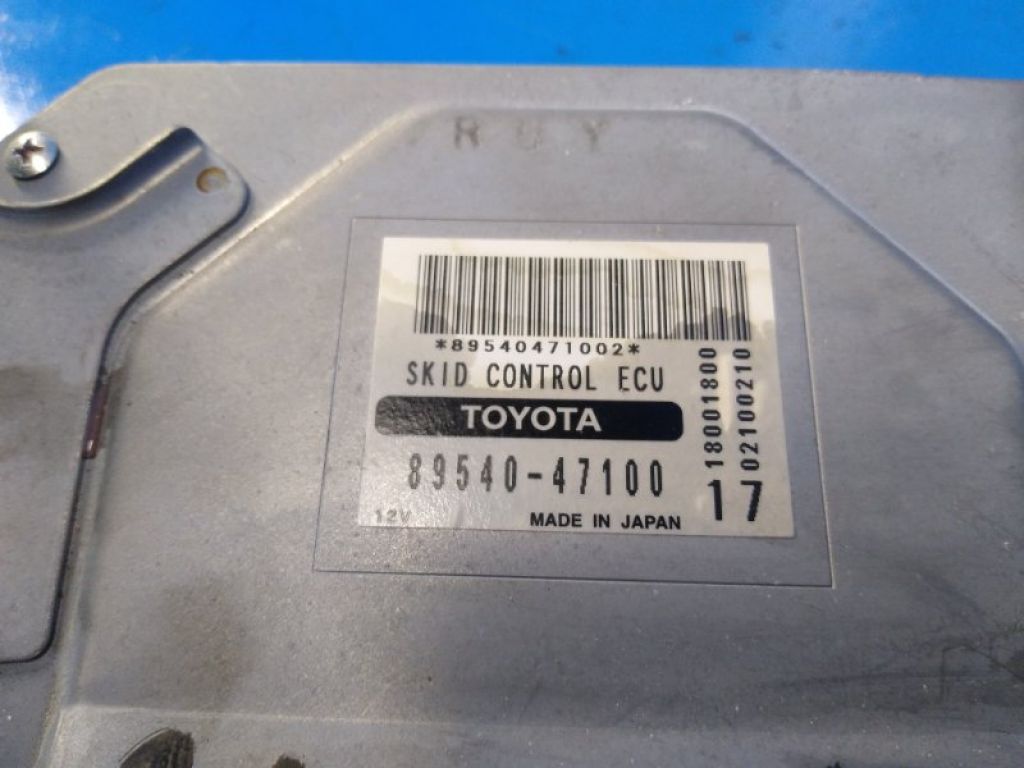 *89540471002*
SKID CONTROL ECU
TOYOTA
89540-47100
12V
MADE IN JAPAN
18001800
02100210
17